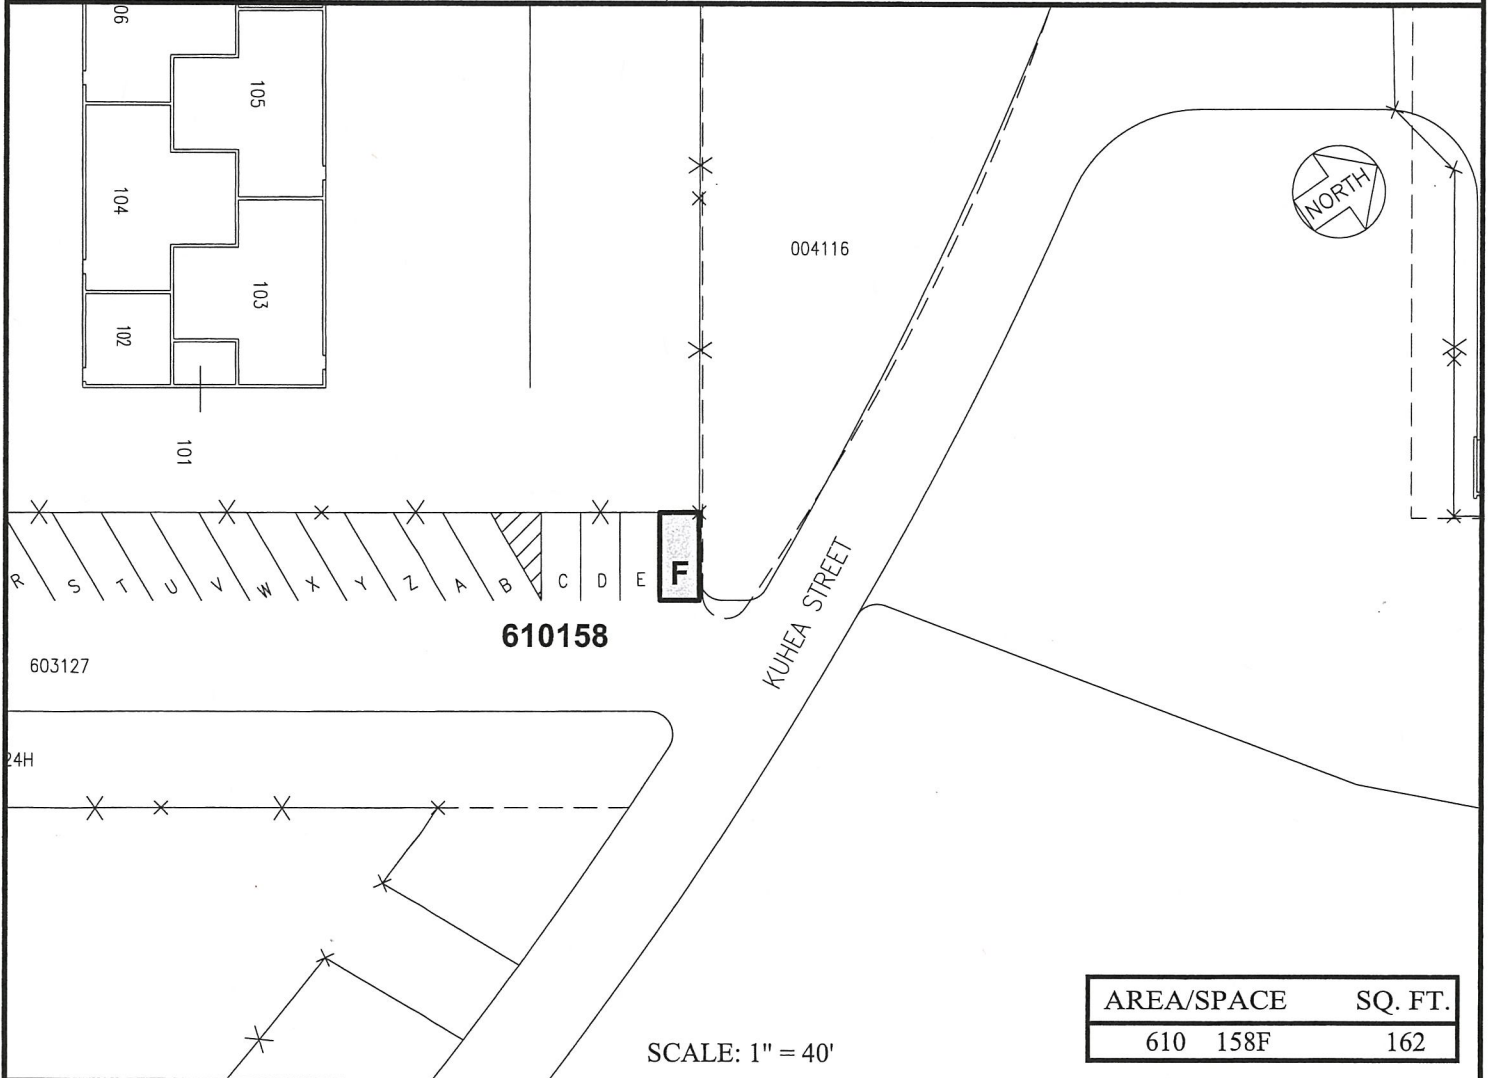 06
105
104
103
102
101
004116
NORTH
R S T U V W X Y Z A B C D E F
610158
603127
KUHEA STREET
24H
AREA/SPACE SQ. FT.
610 158F 162
SCALE: 1" = 40'